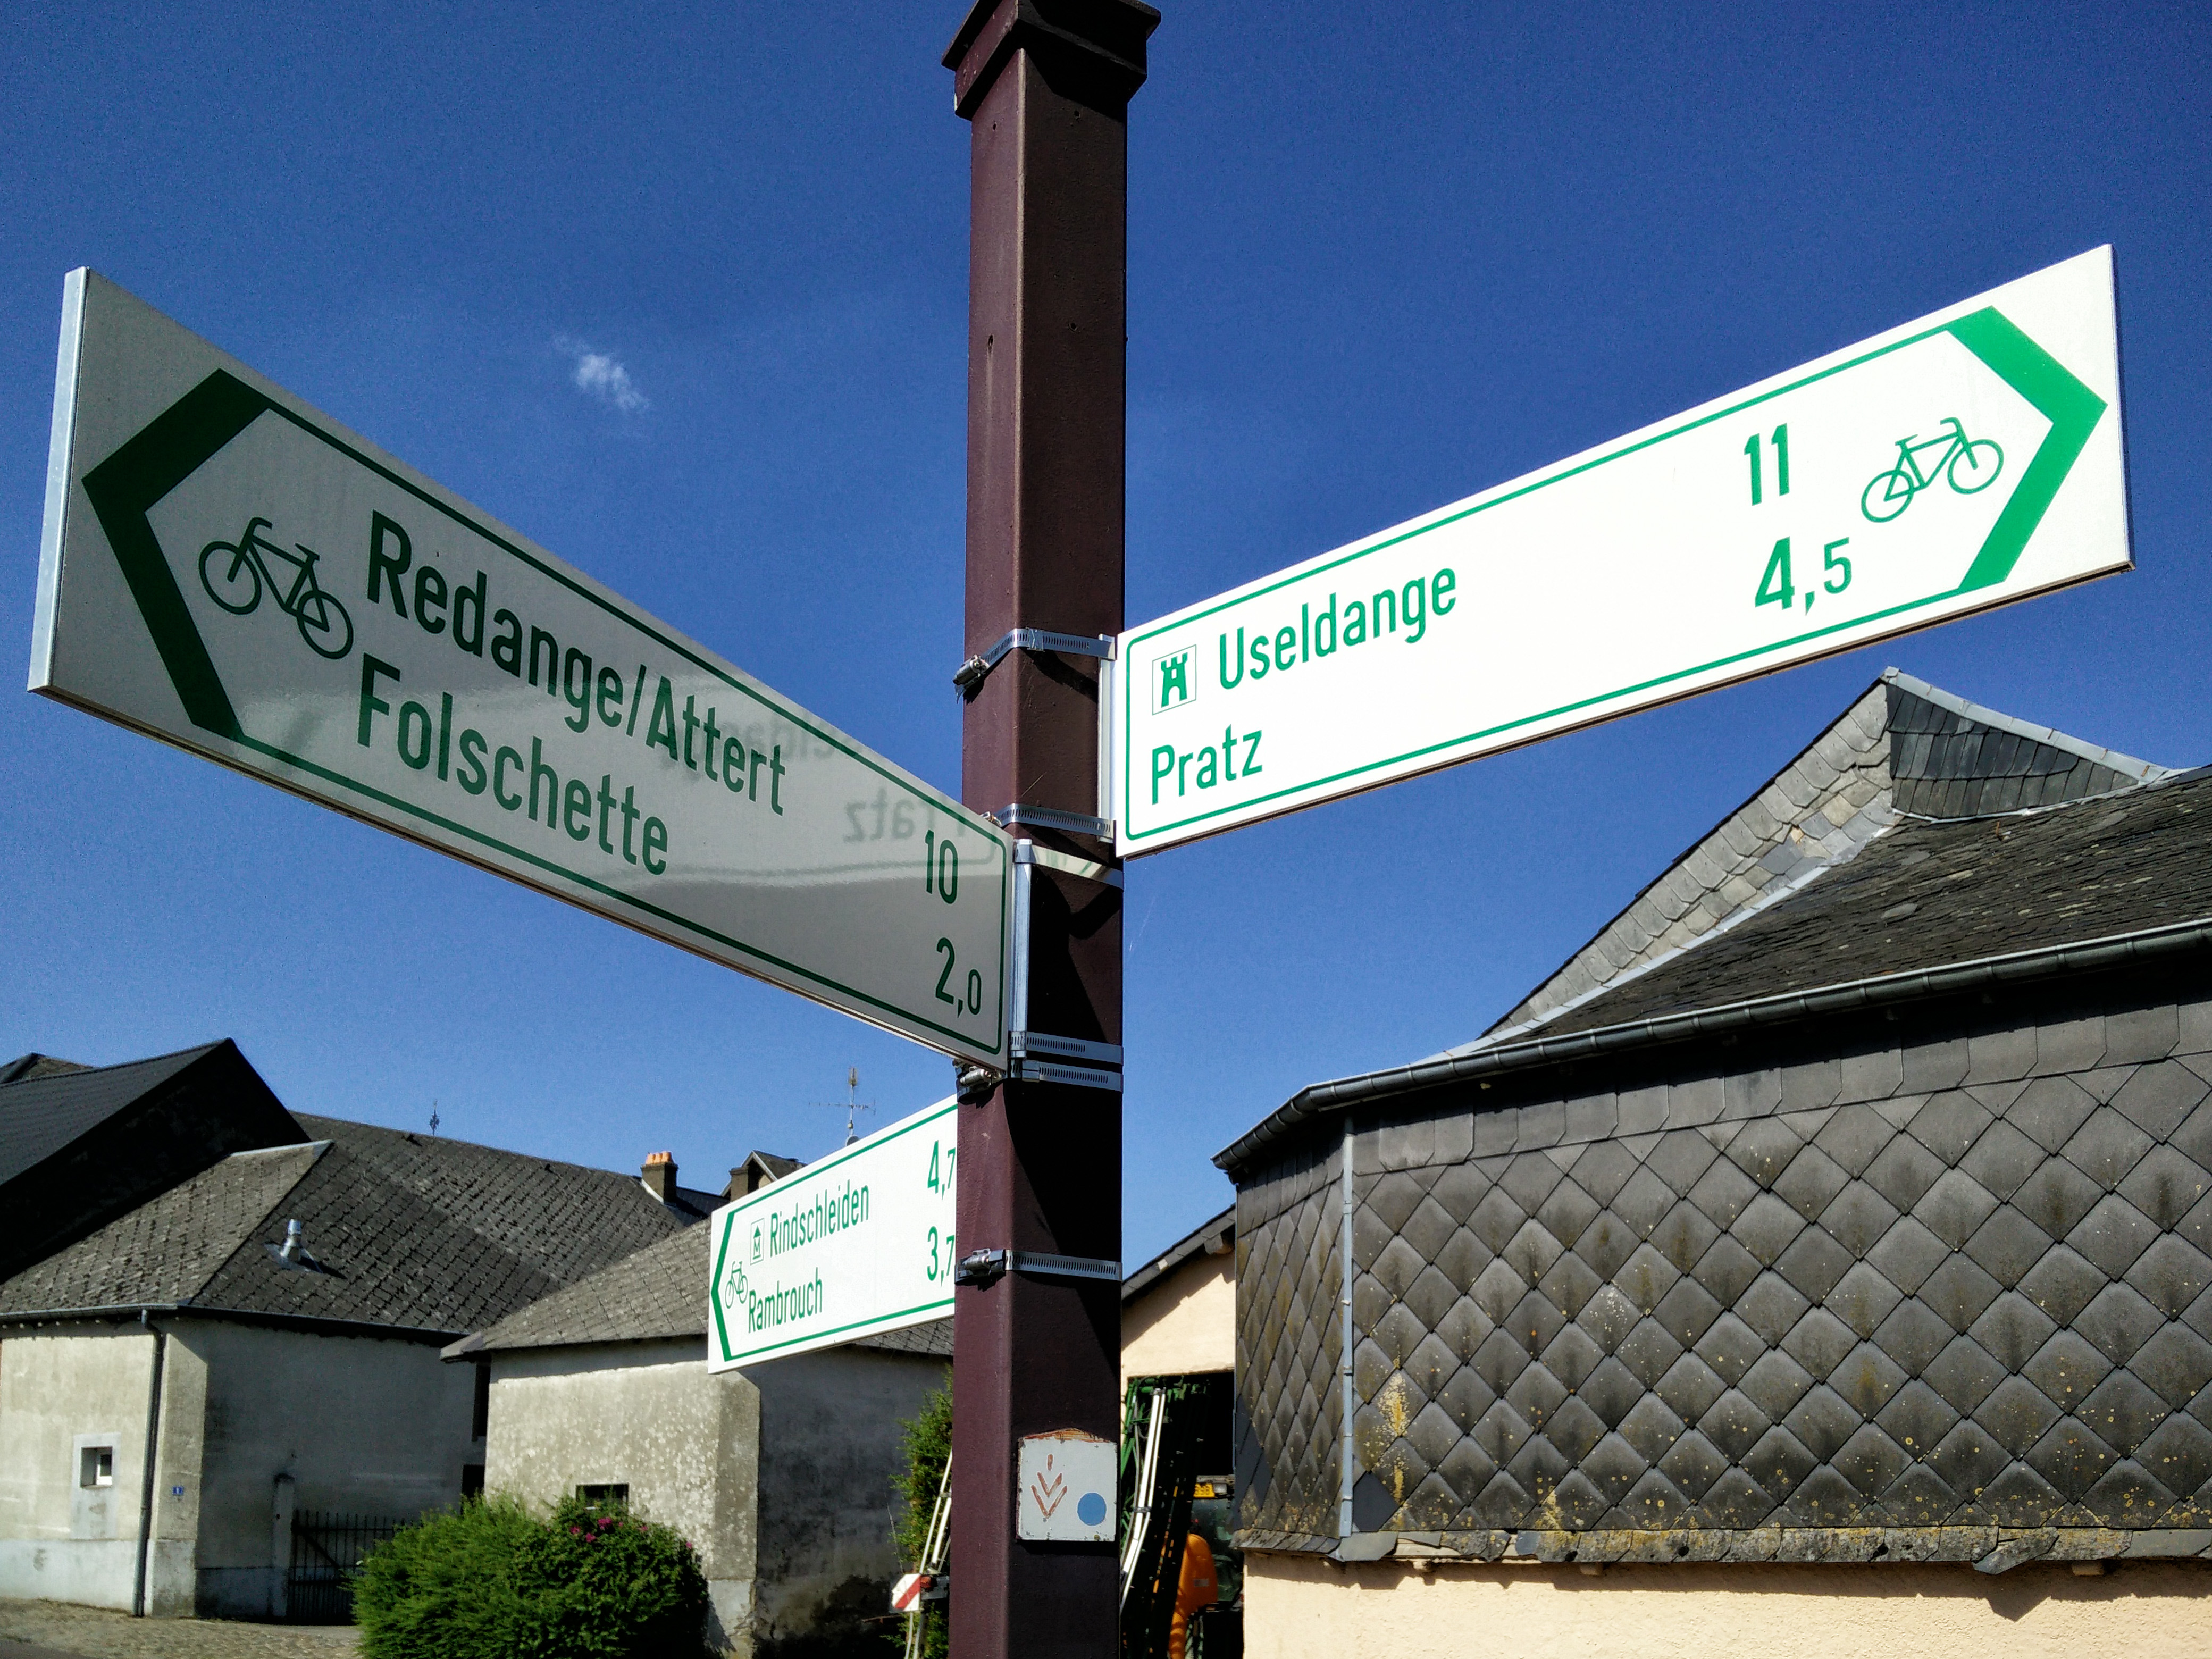 Redange/Attert 10
Folschette 2,0
Useldange 11
Pratz 4,5
Rindschleiden 4,7
Rambrouch 3,7